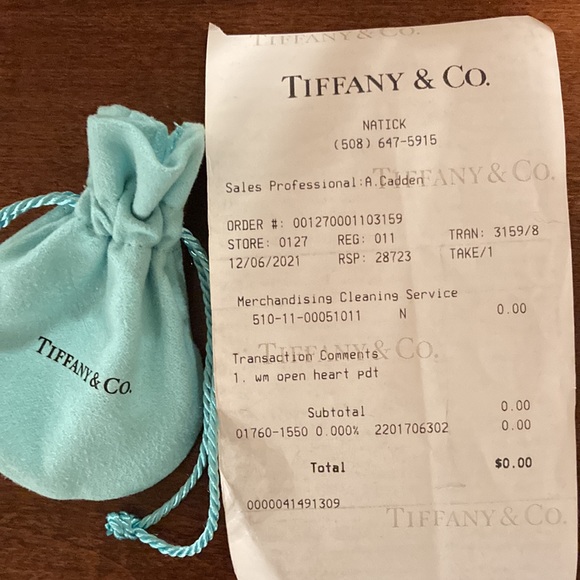 TIFFANY & CO.
TIFFANY & CO.
NATICK
(508) 647-5915
Sales Professional:A.Cadden
TIFFANY & CO.
ORDER #: 001270001103159
STORE: 0127 REG: 011 TRAN: 3159/8
12/06/2021 RSP: 28723 TAKE/1
Merchandising Cleaning Service
510-11-00051011 N 0.00
TIFFANY & CO.
Transaction Comments
1. wm open heart pdt
Subtotal 0.00
01760-1550 0.000% 2201706302 0.00
Total $0.00
0000041491309
TIFFANY & CO.
TIFFANY & CO.